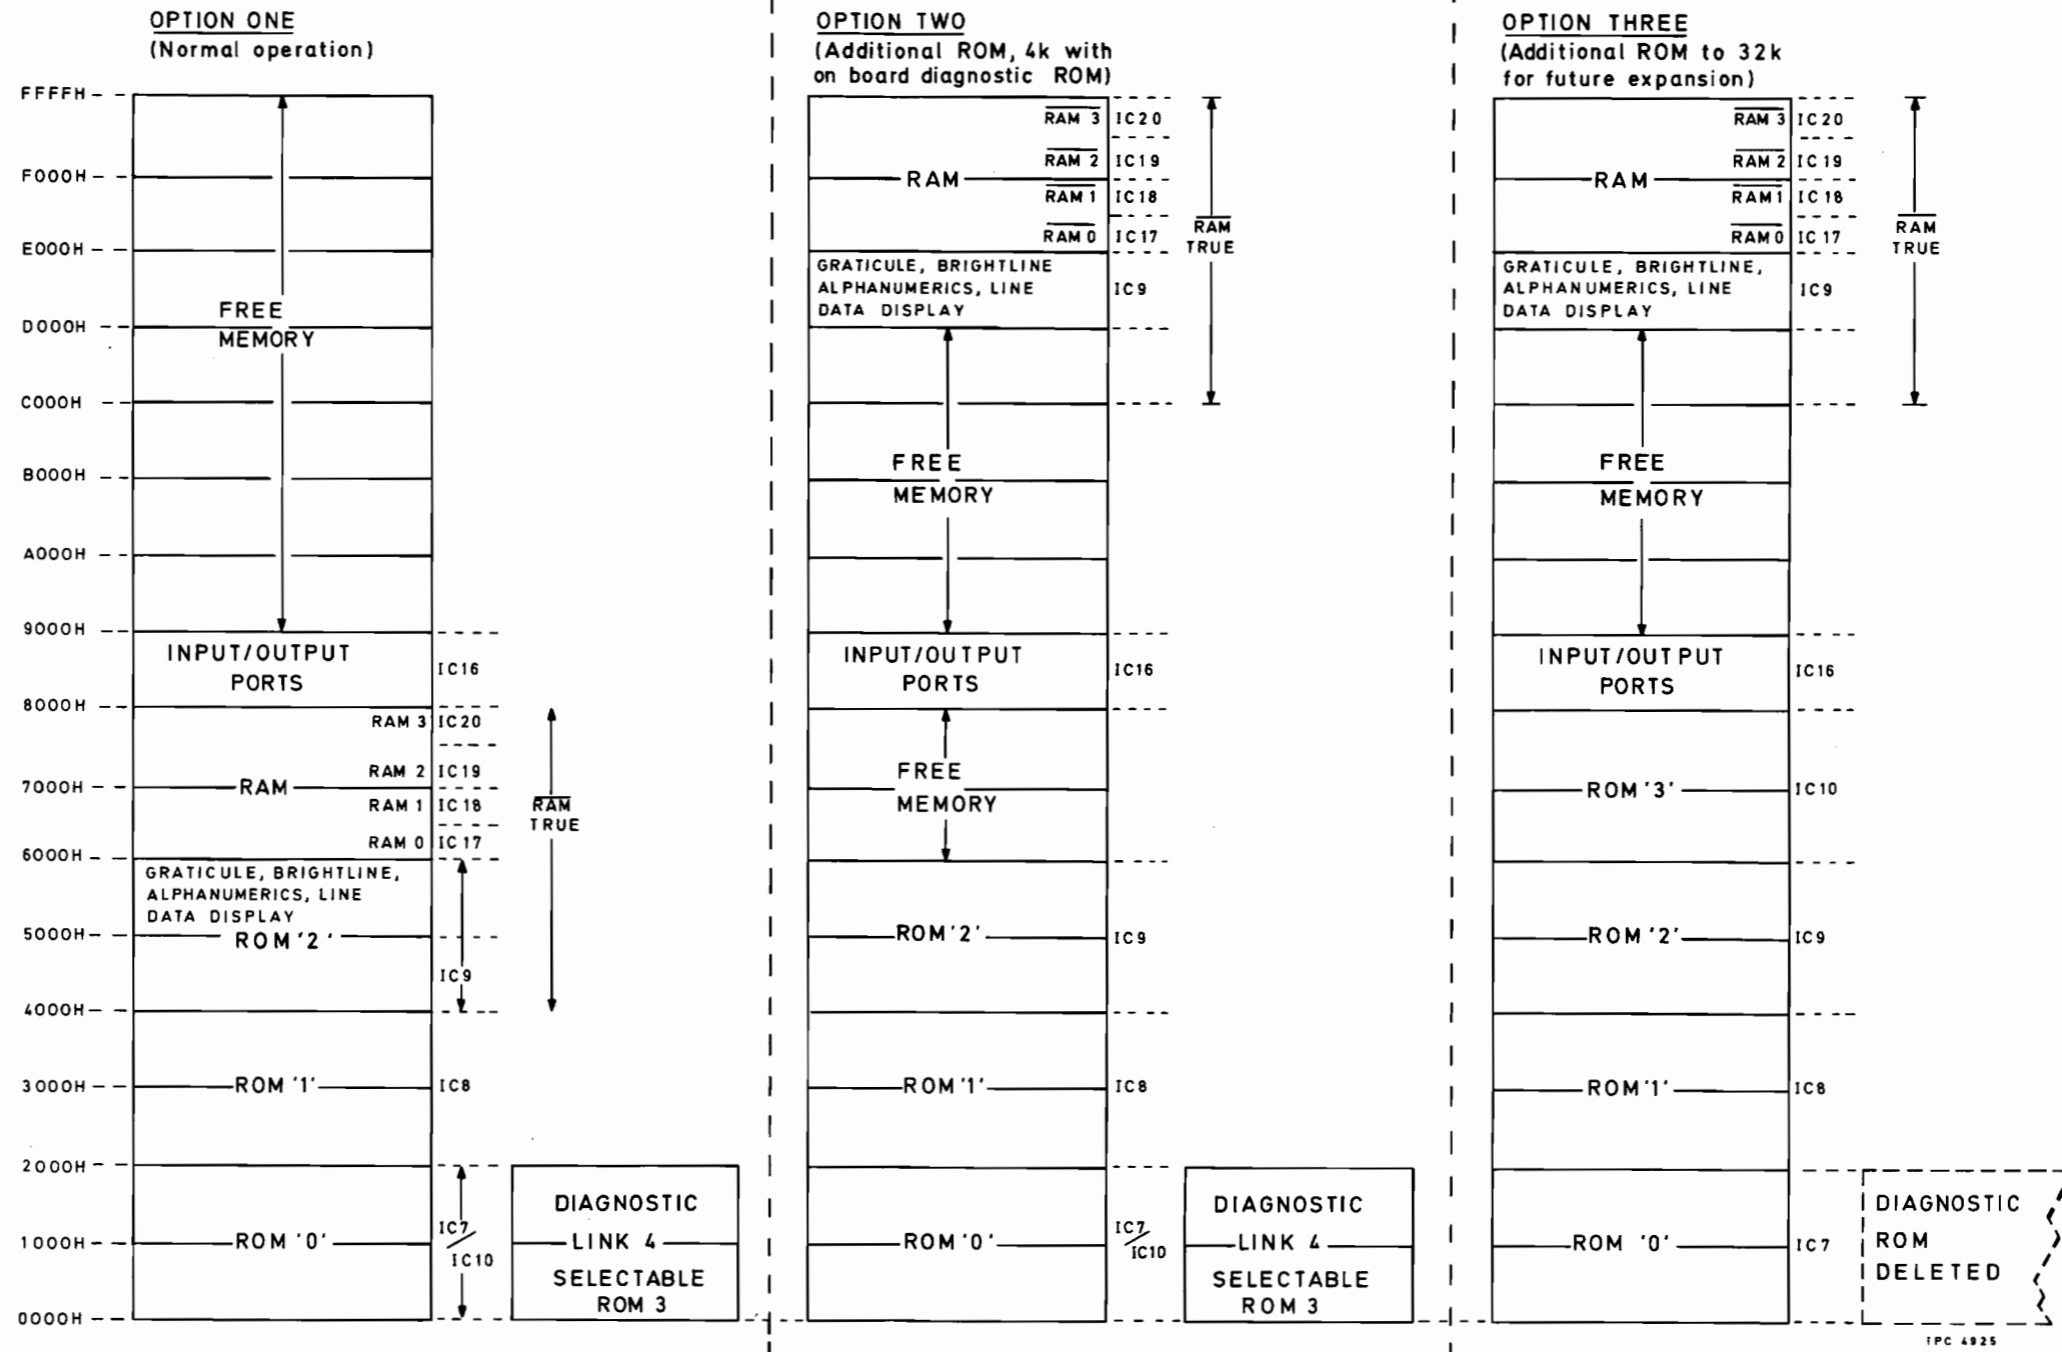 OPTION ONE
(Normal operation)
FFFFH
F000H
E000H
D000H
C000H
B000H
A000H
9000H
8000H
7000H
6000H
5000H
4000H
3000H
2000H
1000H
0000H
FREE
MEMORY
INPUT/OUTPUT
PORTS
IC16
RAM 3 IC20
RAM 2 IC19
RAM
RAM 1 IC18
RAM 0 IC17
RAM
TRUE
GRATICULE, BRIGHTLINE,
ALPHANUMERICS, LINE
DATA DISPLAY
ROM '2'
IC9
ROM '1' IC8
ROM '0'
IC7/IC10
DIAGNOSTIC
LINK 4
SELECTABLE
ROM 3
OPTION TWO
(Additional ROM, 4k with
on board diagnostic ROM)
RAM 3 IC20
RAM 2 IC19
RAM
RAM 1 IC18
RAM 0 IC17
RAM
TRUE
GRATICULE, BRIGHTLINE
ALPHANUMERICS, LINE
DATA DISPLAY
IC9
FREE
MEMORY
INPUT/OUTPUT
PORTS
IC16
FREE
MEMORY
ROM '2' IC9
ROM '1' IC8
ROM '0'
IC7/IC10
DIAGNOSTIC
LINK 4
SELECTABLE
ROM 3
OPTION THREE
(Additional ROM to 32k
for future expansion)
RAM 3 IC20
RAM 2 IC19
RAM
RAM 1 IC18
RAM 0 IC17
RAM
TRUE
GRATICULE, BRIGHTLINE,
ALPHANUMERICS, LINE
DATA DISPLAY
IC9
FREE
MEMORY
INPUT/OUTPUT
PORTS
IC16
ROM '3' IC10
ROM '2' IC9
ROM '1' IC8
ROM '0' IC7
DIAGNOSTIC
ROM
DELETED
TPC 4925